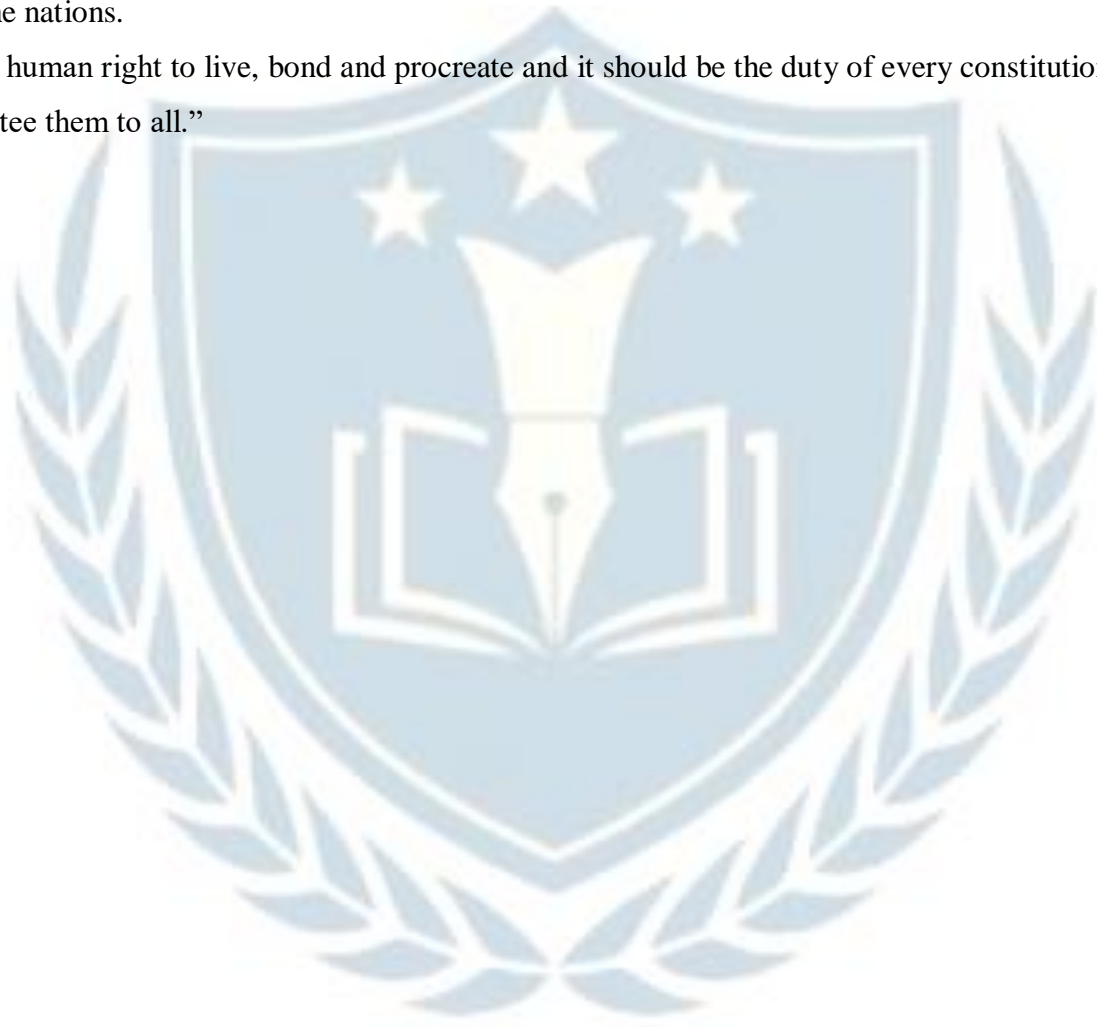 ne nations.
human right to live, bond and procreate and it should be the duty of every constitution
tee them to all.”